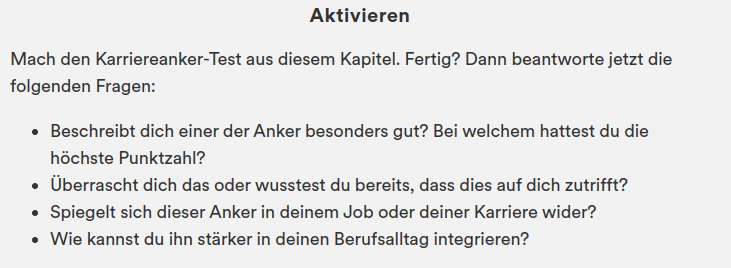 Aktivieren
Mach den Karriereanker-Test aus diesem Kapitel. Fertig? Dann beantworte jetzt die
folgenden Fragen:
• Beschreibt dich einer der Anker besonders gut? Bei welchem hattest du die
höchste Punktzahl?
• Überrascht dich das oder wusstest du bereits, dass dies auf dich zutrifft?
• Spiegelt sich dieser Anker in deinem Job oder deiner Karriere wider?
• Wie kannst du ihn stärker in deinen Berufsalltag integrieren?